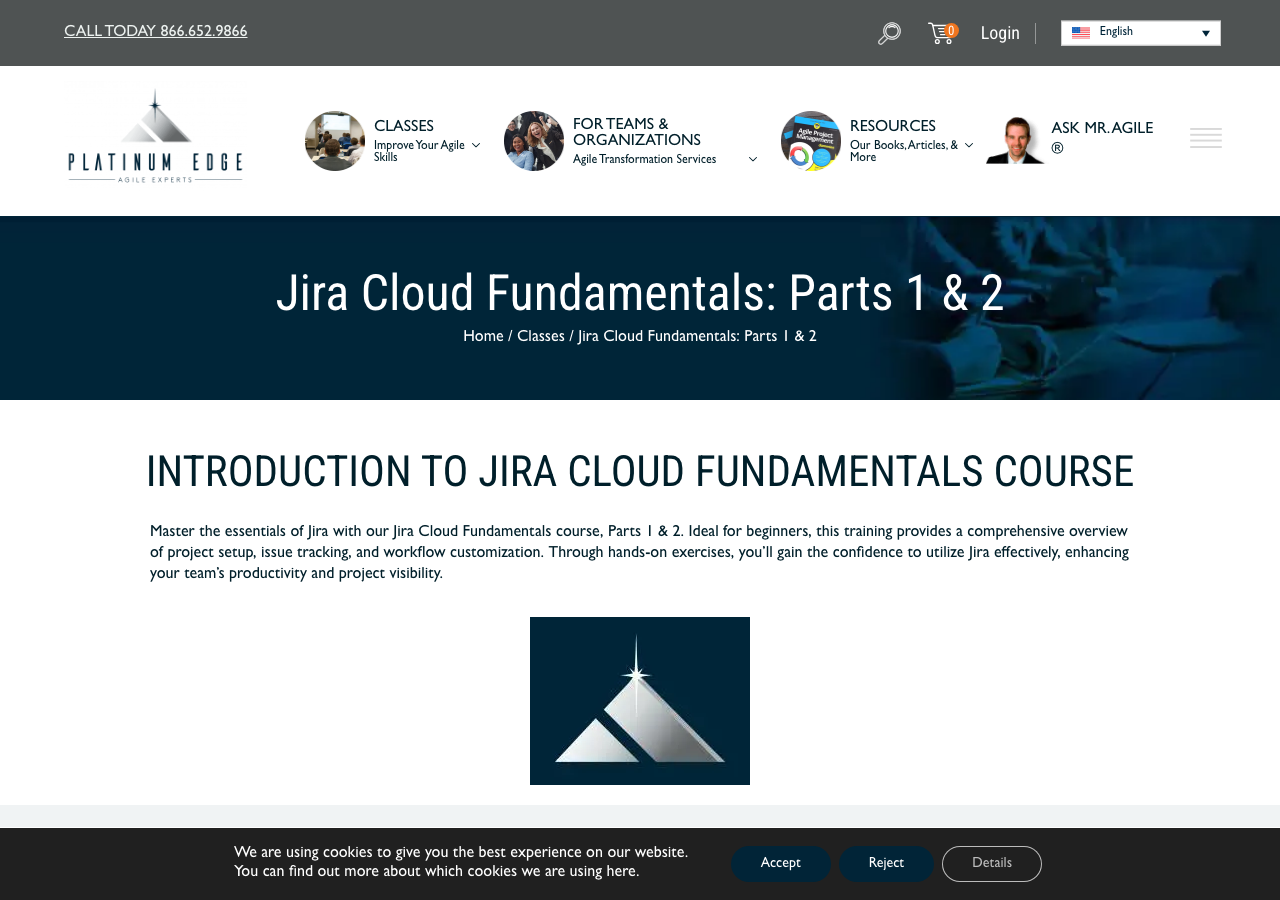 CALL TODAY 866.652.9866
0
Login
English
PLATINUM EDGE
AGILE EXPERTS
CLASSES
Improve Your Agile
Skills
FOR TEAMS &
ORGANIZATIONS
Agile Transformation Services
Agile Project
Management
RESOURCES
Our Books, Articles, &
More
ASK MR. AGILE
®
Jira Cloud Fundamentals: Parts 1 & 2
Home / Classes / Jira Cloud Fundamentals: Parts 1 & 2
INTRODUCTION TO JIRA CLOUD FUNDAMENTALS COURSE
Master the essentials of Jira with our Jira Cloud Fundamentals course, Parts 1 & 2. Ideal for beginners, this training provides a comprehensive overview
of project setup, issue tracking, and workflow customization. Through hands-on exercises, you’ll gain the confidence to utilize Jira effectively, enhancing
your team’s productivity and project visibility.
We are using cookies to give you the best experience on our website.
You can find out more about which cookies we are using here.
Accept
Reject
Details